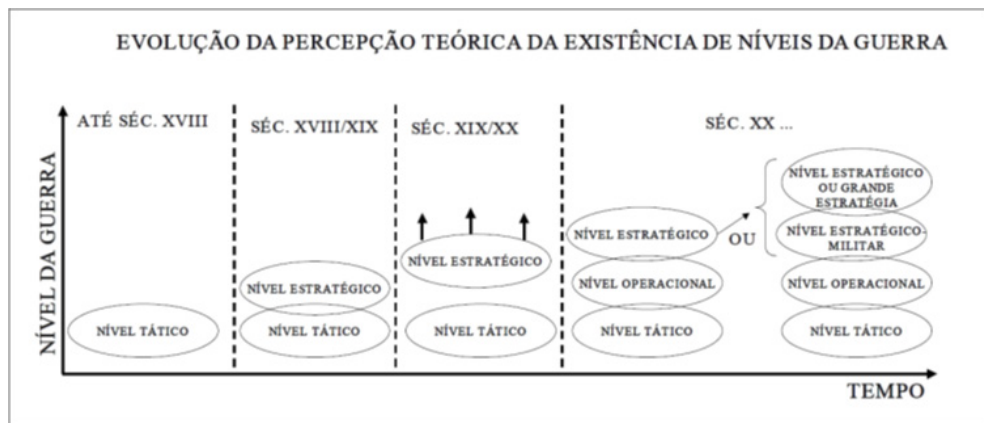 EVOLUÇÃO DA PERCEPÇÃO TEÓRICA DA EXISTÊNCIA DE NÍVEIS DA GUERRA
NÍVEL DA GUERRA
ATÉ SÉC. XVIII
NÍVEL TÁTICO
SÉC. XVIII/XIX
NÍVEL ESTRATÉGICO
NÍVEL TÁTICO
SÉC. XIX/XX
NÍVEL ESTRATÉGICO
NÍVEL TÁTICO
SÉC. XX ...
NÍVEL ESTRATÉGICO
NÍVEL OPERACIONAL
NÍVEL TÁTICO
OU
NÍVEL ESTRATÉGICO
OU GRANDE
ESTRATÉGIA
NÍVEL ESTRATÉGICO-
MILITAR
NÍVEL OPERACIONAL
NÍVEL TÁTICO
TEMPO